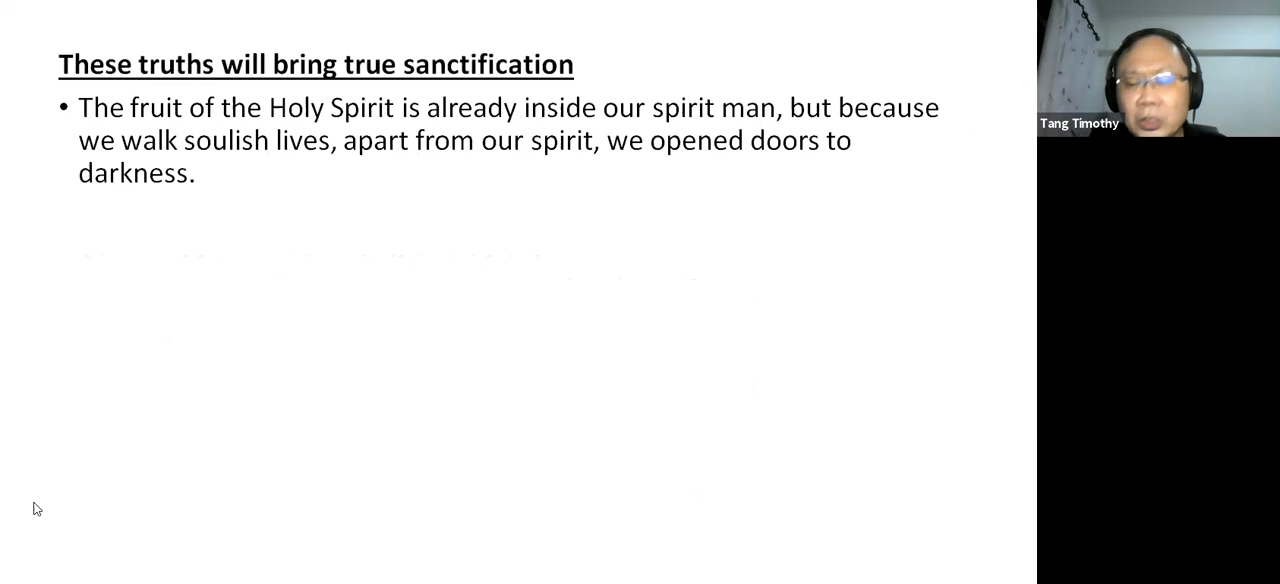 These truths will bring true sanctification
• The fruit of the Holy Spirit is already inside our spirit man, but because
we walk soulish lives, apart from our spirit, we opened doors to
darkness.
Tang Timothy